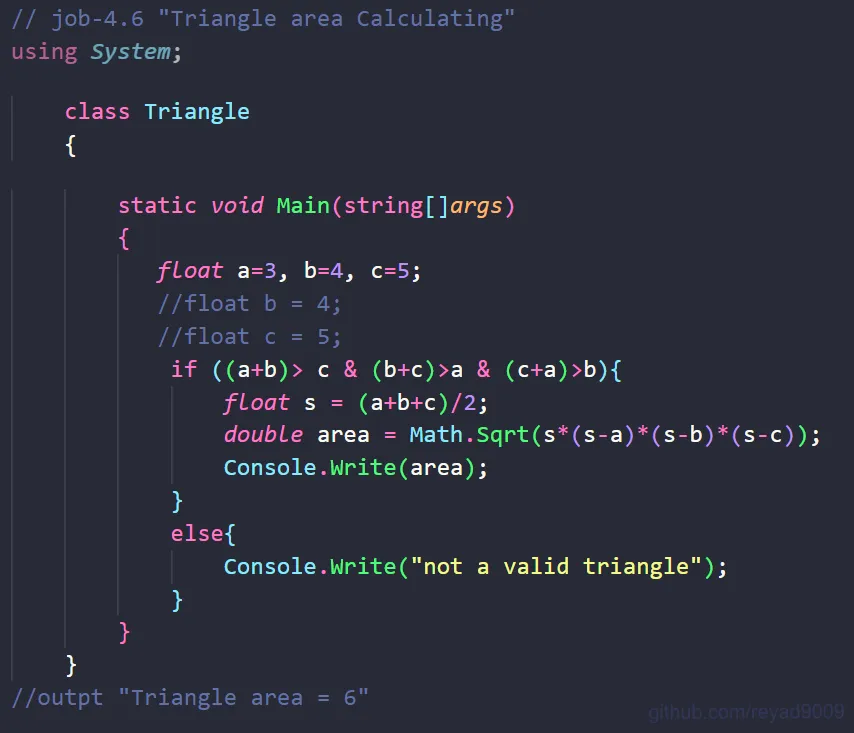 // job-4.6 "Triangle area Calculating"
using System;
class Triangle
{
static void Main(string[]args)
{
float a=3, b=4, c=5;
//float b = 4;
//float c = 5;
if ((a+b)> c & (b+c)>a & (c+a)>b){
float s = (a+b+c)/2;
double area = Math.Sqrt(s*(s-a)*(s-b)*(s-c));
Console.Write(area);
}
else{
Console.Write("not a valid triangle");
}
}
}
//outpt "Triangle area = 6"
github.com/reyad9009